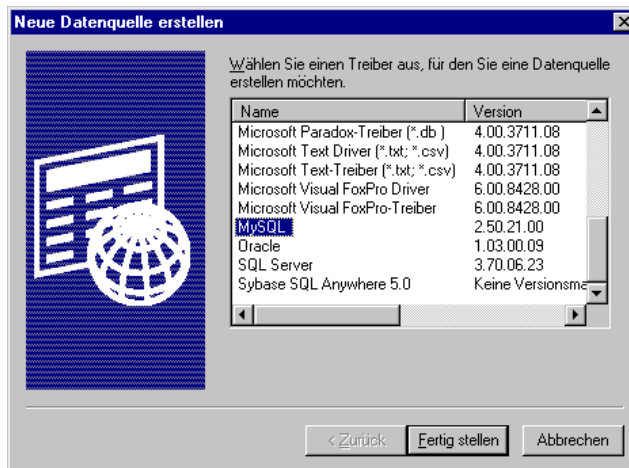 Neue Datenquelle erstellen
Wählen Sie einen Treiber aus, für den Sie eine Datenquelle
erstellen möchten.
Name Version
Microsoft Paradox-Treiber (*.db ) 4.00.3711.08
Microsoft Text Driver (*.txt; *.csv) 4.00.3711.08
Microsoft Text-Treiber (*.txt; *.csv) 4.00.3711.08
Microsoft Visual FoxPro Driver 6.00.8428.00
Microsoft Visual FoxPro-Treiber 6.00.8428.00
MySQL 2.50.21.00
Oracle 1.03.00.09
SQL Server 3.70.06.23
Sybase SQL Anywhere 5.0 Keine Versionsma
< Zurück Fertig stellen Abbrechen